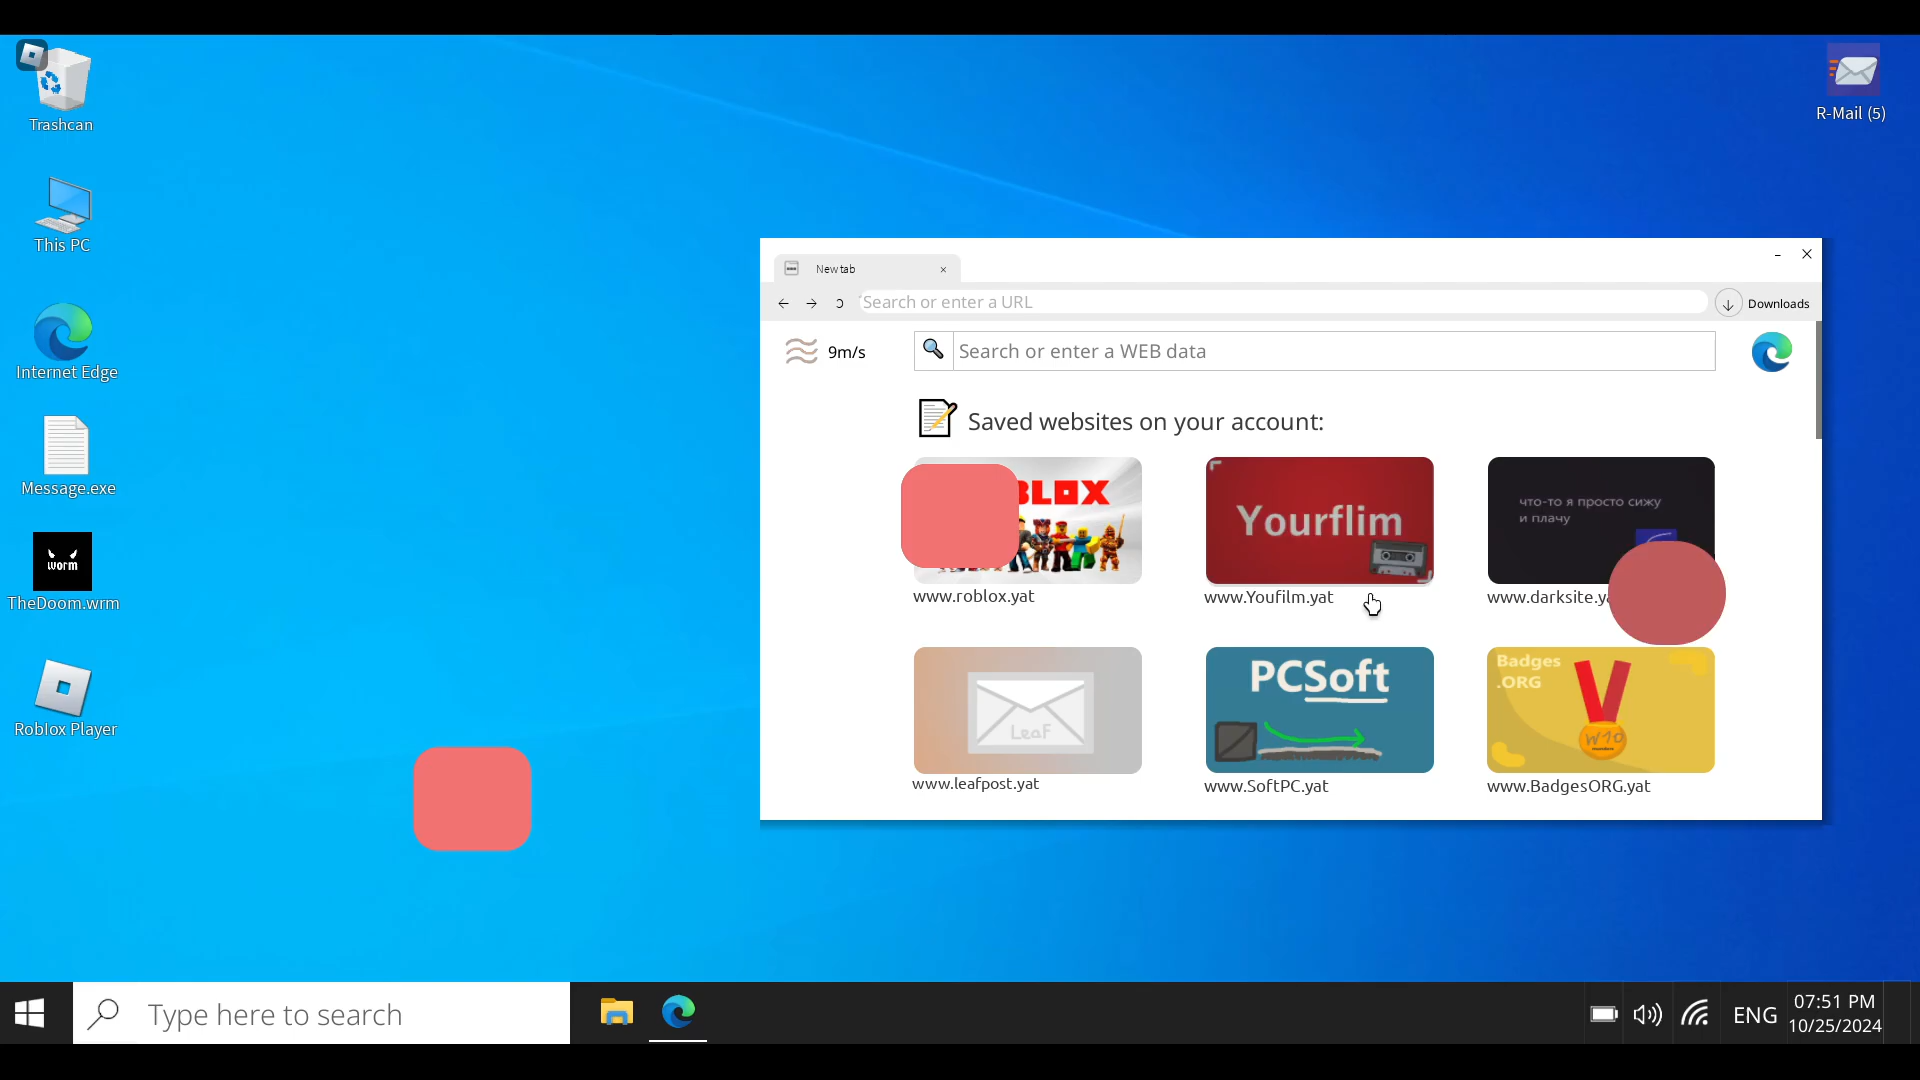 Trashcan
R-Mail (5)
This PC
Internet Edge
Message.exe
worm
TheDoom.wrm
Roblox Player
New tab
Search or enter a URL
Downloads
9m/s
Search or enter a WEB data
Saved websites on your account:
BLOX
www.roblox.yat
Yourflim
www.Youfilm.yat
что-то я просто сижу
и плачу
www.darksite.ya
LeaF
www.leafpost.yat
PCSoft
www.SoftPC.yat
Badges
.ORG
W10
www.BadgesORG.yat
Type here to search
ENG
07:51 PM
10/25/2024